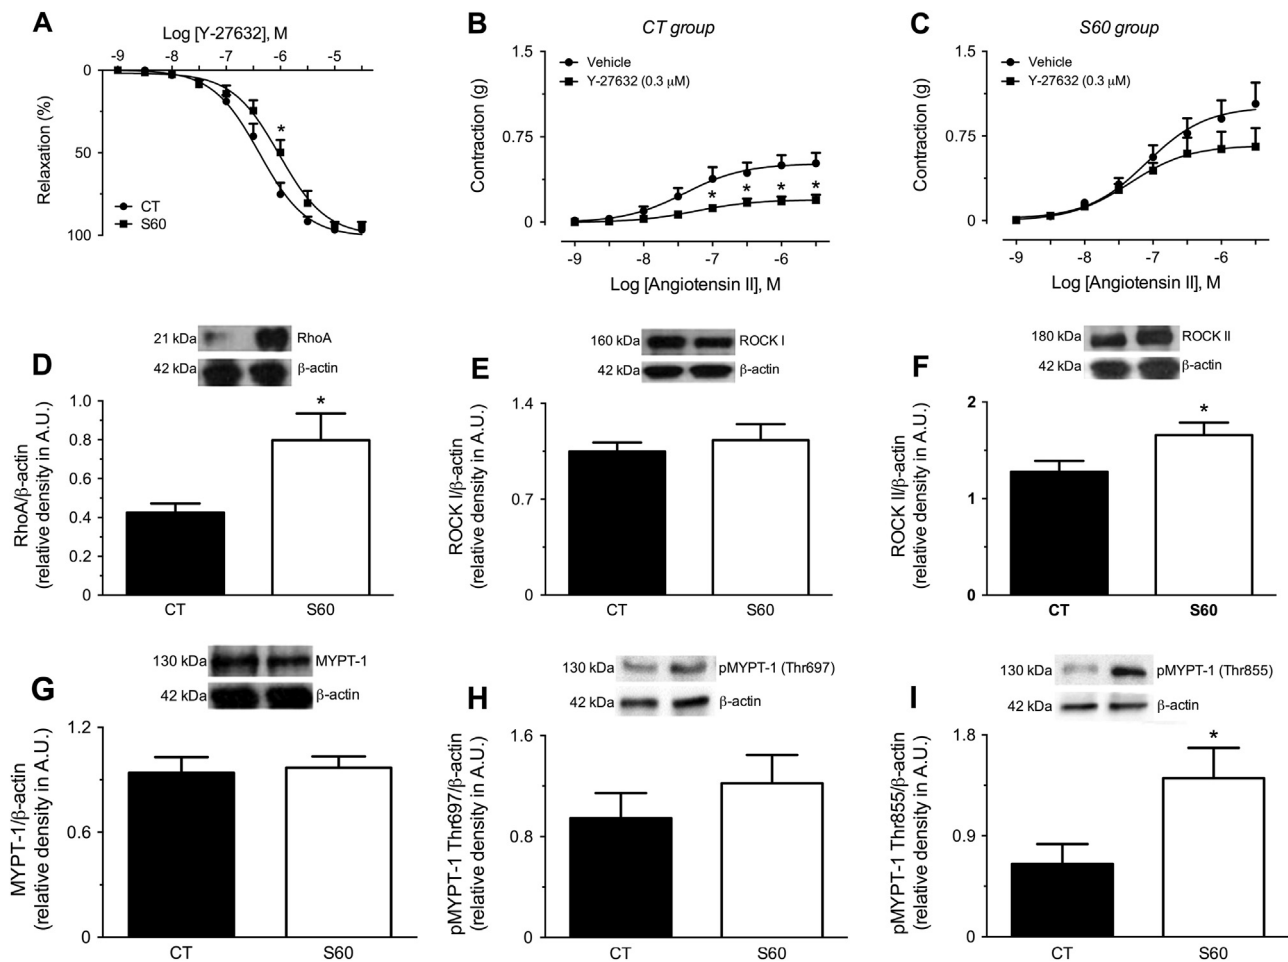 A
Log [Y-27632], M
-9 -8 -7 -6 -5
0
50
100
Relaxation (%)
*
CT
S60
B
CT group
1.5
0.75
0
Contraction (g)
Vehicle
Y-27632 (0.3 μM)
* * * *
-9 -8 -7 -6
Log [Angiotensin II], M
C
S60 group
1.5
0.75
0
Contraction (g)
Vehicle
Y-27632 (0.3 μM)
-9 -8 -7 -6
Log [Angiotensin II], M
D
21 kDa RhoA
42 kDa β-actin
RhoA/β-actin
(relative density in A.U.)
1.0
0.8
0.6
0.4
0.2
0
*
CT S60
E
160 kDa ROCK I
42 kDa β-actin
ROCK I/β-actin
(relative density in A.U.)
1.4
0.7
0
CT S60
F
180 kDa ROCK II
42 kDa β-actin
ROCK II/β-actin
(relative density in A.U.)
2
1
0
*
CT S60
G
130 kDa MYPT-1
42 kDa β-actin
MYPT-1/β-actin
(relative density in A.U.)
1.2
0.6
0
CT S60
H
130 kDa pMYPT-1 (Thr697)
42 kDa β-actin
pMYPT-1 Thr697/β-actin
(relative density in A.U.)
1.6
0.8
0
CT S60
I
130 kDa pMYPT-1 (Thr855)
42 kDa β-actin
pMYPT-1 Thr855/β-actin
(relative density in A.U.)
1.8
0.9
0
*
CT S60